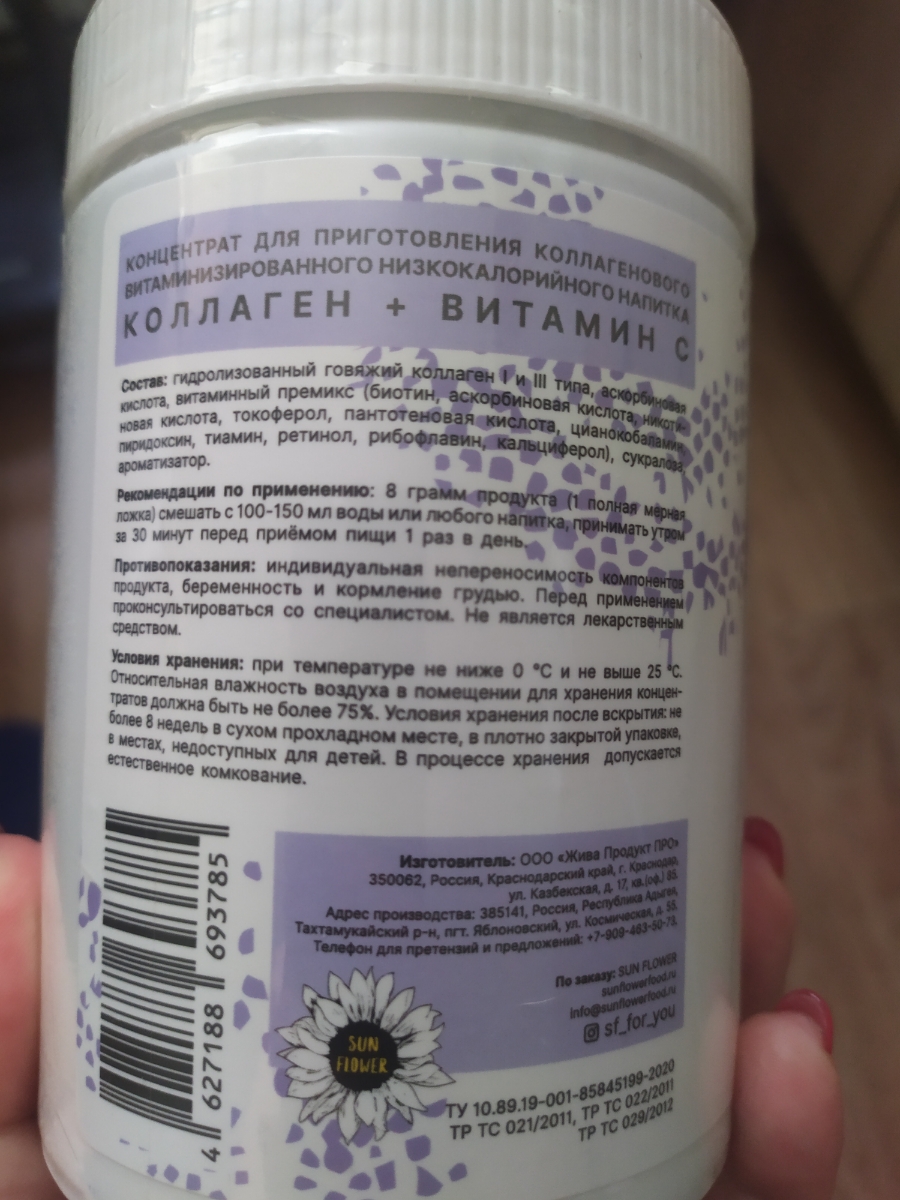 КОНЦЕНТРАТ ДЛЯ ПРИГОТОВЛЕНИЯ КОЛЛАГЕНОВОГО
ВИТАМИНИЗИРОВАННОГО НИЗКОКАЛОРИЙНОГО НАПИТКА
КОЛЛАГЕН + ВИТАМИН С
Состав: гидролизованный говяжий коллаген I и III типа, аскорбиновая
кислота, витаминный премикс (биотин, аскорбиновая кислота, никоти-
новая кислота, токоферол, пантотеновая кислота, цианокобаламин,
пиридоксин, тиамин, ретинол, рибофлавин, кальциферол), сукралоза,
ароматизатор.
Рекомендации по применению: 8 грамм продукта (1 полная мерная
ложка) смешать с 100-150 мл воды или любого напитка, принимать утром
за 30 минут перед приёмом пищи 1 раз в день.
Противопоказания: индивидуальная непереносимость компонентов
продукта, беременность и кормление грудью. Перед применением
проконсультироваться со специалистом. Не является лекарственным
средством.
Условия хранения: при температуре не ниже 0 °С и не выше 25 °С.
Относительная влажность воздуха в помещении для хранения концен-
тратов должна быть не более 75%. Условия хранения после вскрытия: не
более 8 недель в сухом прохладном месте, в плотно закрытой упаковке,
в местах, недоступных для детей. В процессе хранения допускается
естественное комкование.
4 627188 693785
Изготовитель: ООО «Жива Продукт ПРО»
350062, Россия, Краснодарский край, г. Краснодар,
ул. Казбекская, д. 17, кв.(оф.) 85.
Адрес производства: 385141, Россия, Республика Адыгея,
Тахтамукайский р-н, пгт. Яблоновский, ул. Космическая, д. 55,
Телефон для претензий и предложений: +7-909-463-50-73.
По заказу: SUN FLOWER
sunflowerfood.ru
info@sunflowerfood.ru
sf_for_you
SUN
FLOWER
ТУ 10.89.19-001-85845199-2020
ТР ТС 021/2011, ТР ТС 022/2011
ТР ТС 029/2012